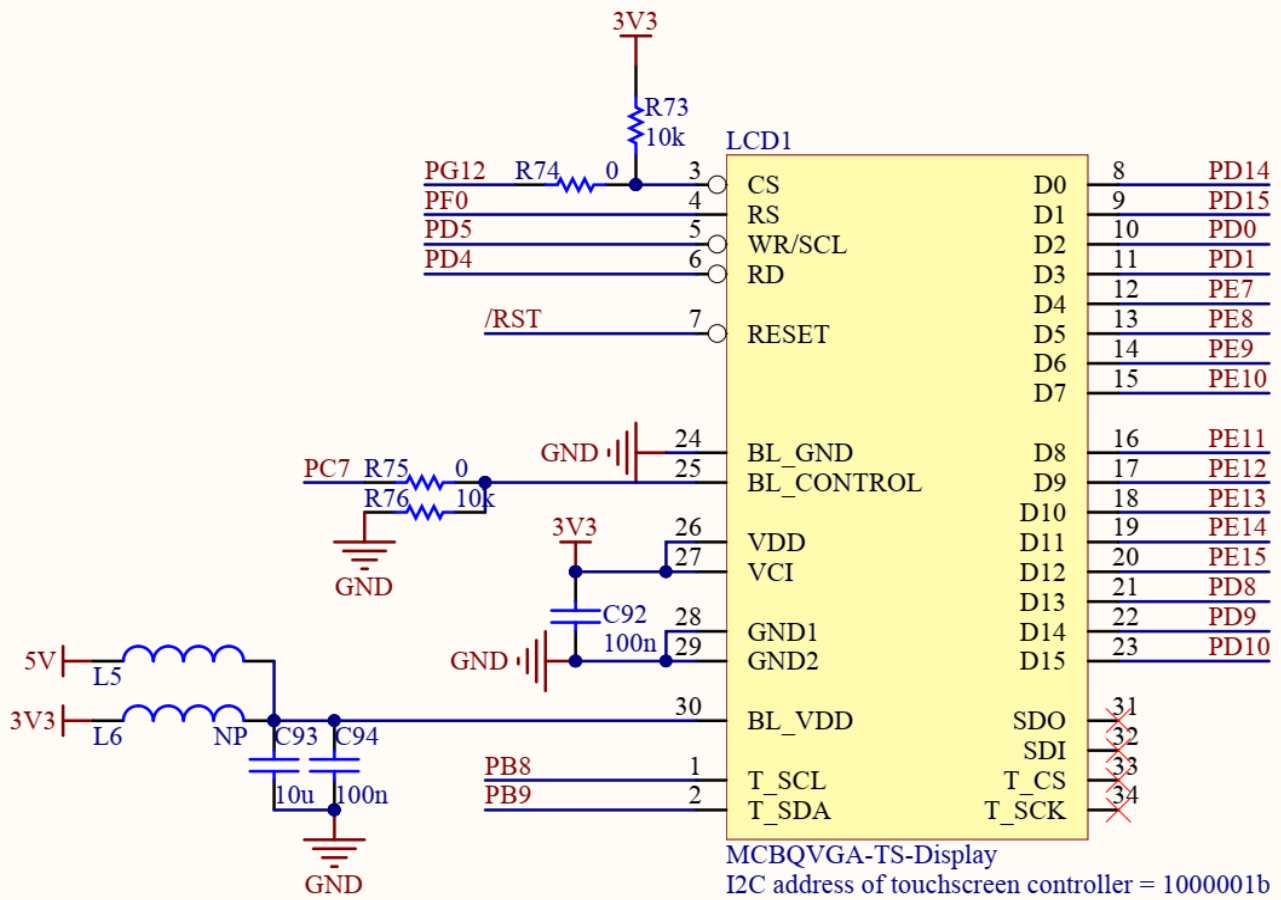 3V3
R73
10k
LCD1
PG12 R74 0 3 CS D0 8 PD14
PF0 4 RS D1 9 PD15
PD5 5 WR/SCL D2 10 PD0
PD4 6 RD D3 11 PD1
D4 12 PE7
/RST 7 RESET D5 13 PE8
D6 14 PE9
D7 15 PE10
GND 24 BL_GND D8 16 PE11
PC7 R75 0 25 BL_CONTROL D9 17 PE12
R76 10k D10 18 PE13
3V3 26 VDD D11 19 PE14
27 VCI D12 20 PE15
GND
C92 D13 21 PD8
100n 28 GND1 D14 22 PD9
GND 29 GND2 D15 23 PD10
5V
L5
3V3 30 BL_VDD SDO 31
L6 NP C93 C94
SDI 32
10u 100n
PB8 1 T_SCL T_CS 33
PB9 2 T_SDA T_SCK 34
GND
MCBQVGA-TS-Display
I2C address of touchscreen controller = 1000001b